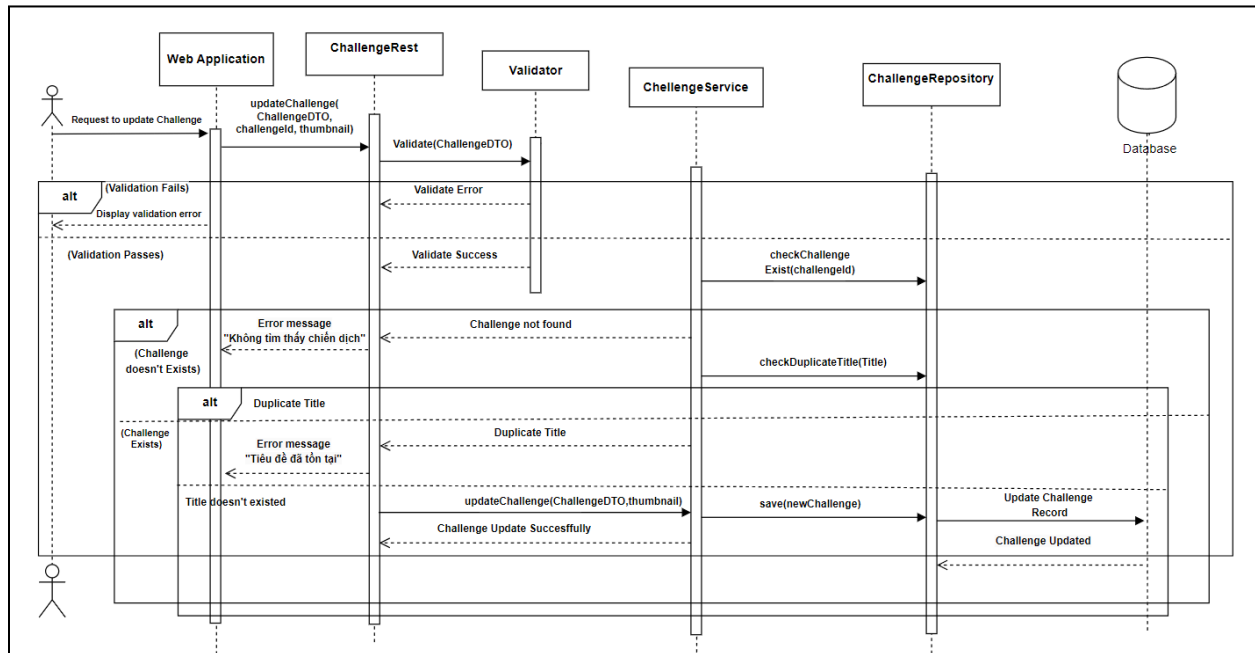 Web Application
ChallengeRest
Validator
ChellengeService
ChallengeRepository
Database
Request to update Challenge
updateChallenge(
ChallengeDTO,
challengeId, thumbnail)
Validate(ChallengeDTO)
alt
(Validation Fails)
Validate Error
Display validation error
(Validation Passes)
Validate Success
checkChallenge
Exist(challengeId)
alt
Error message
"Không tìm thấy chiến dịch"
Challenge not found
(Challenge
doesn't Exists)
checkDuplicateTitle(Title)
alt
Duplicate Title
(Challenge
Exists)
Duplicate Title
Error message
"Tiêu đề đã tồn tại"
Title doesn't existed
updateChallenge(ChallengeDTO,thumbnail)
save(newChallenge)
Update Challenge
Record
Challenge Update Succesffully
Challenge Updated